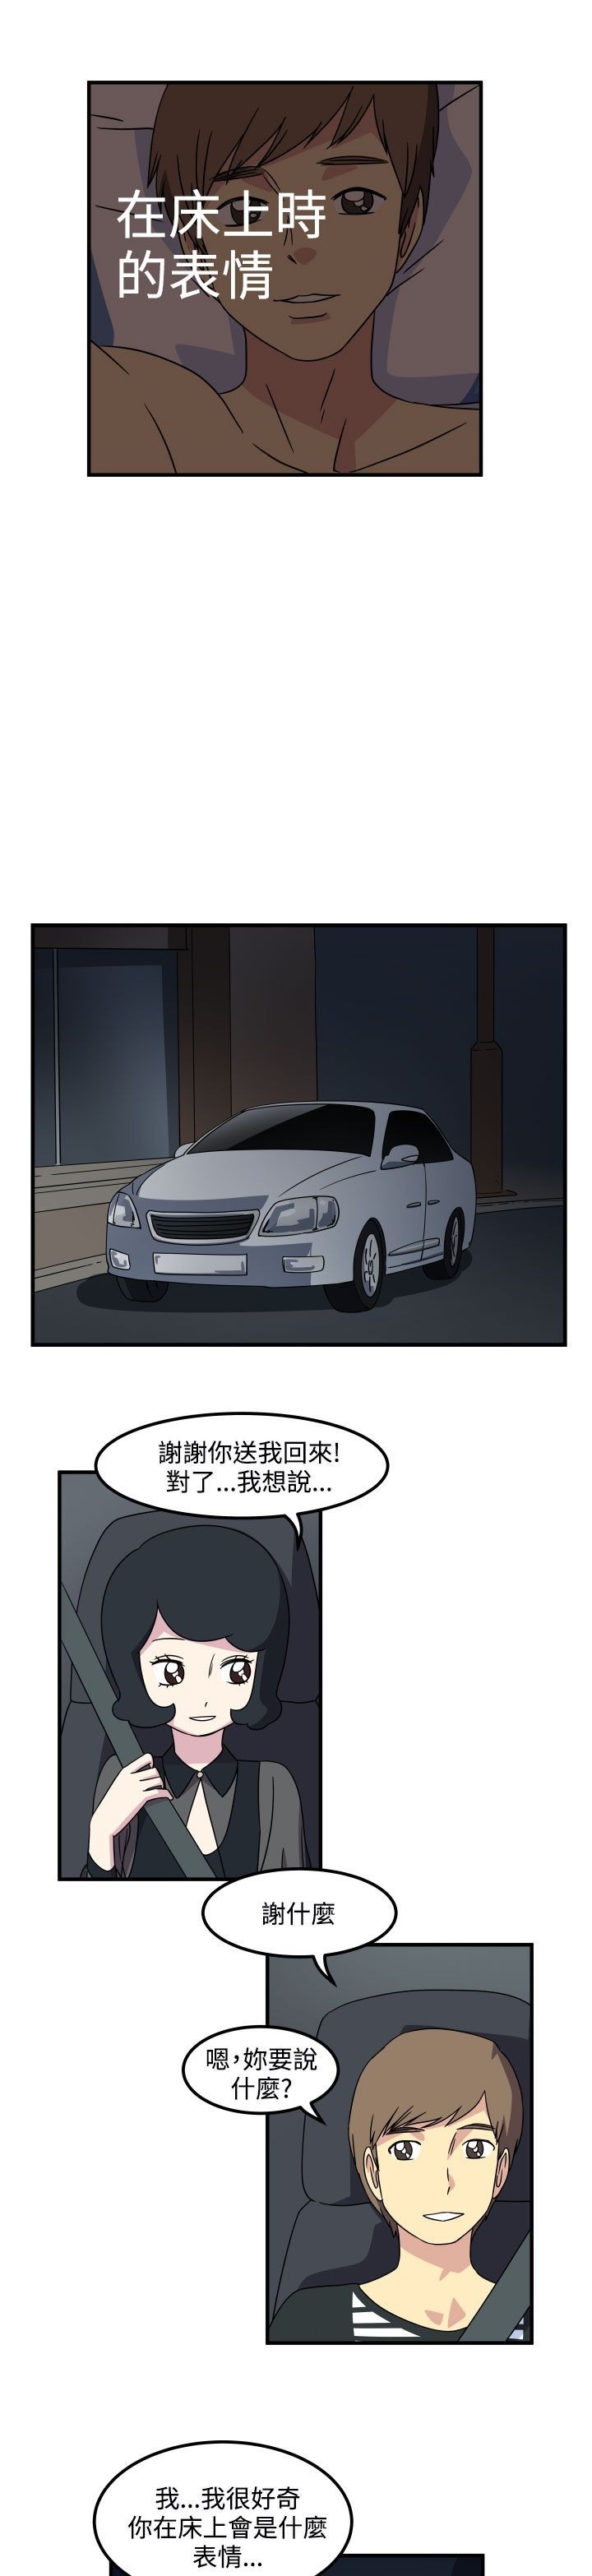 在床上時
的表情
謝謝你送我回來!
對了...我想說...
謝什麼
嗯,妳要說
什麼?
我...我很好奇
你在床上會是什麼
表情...